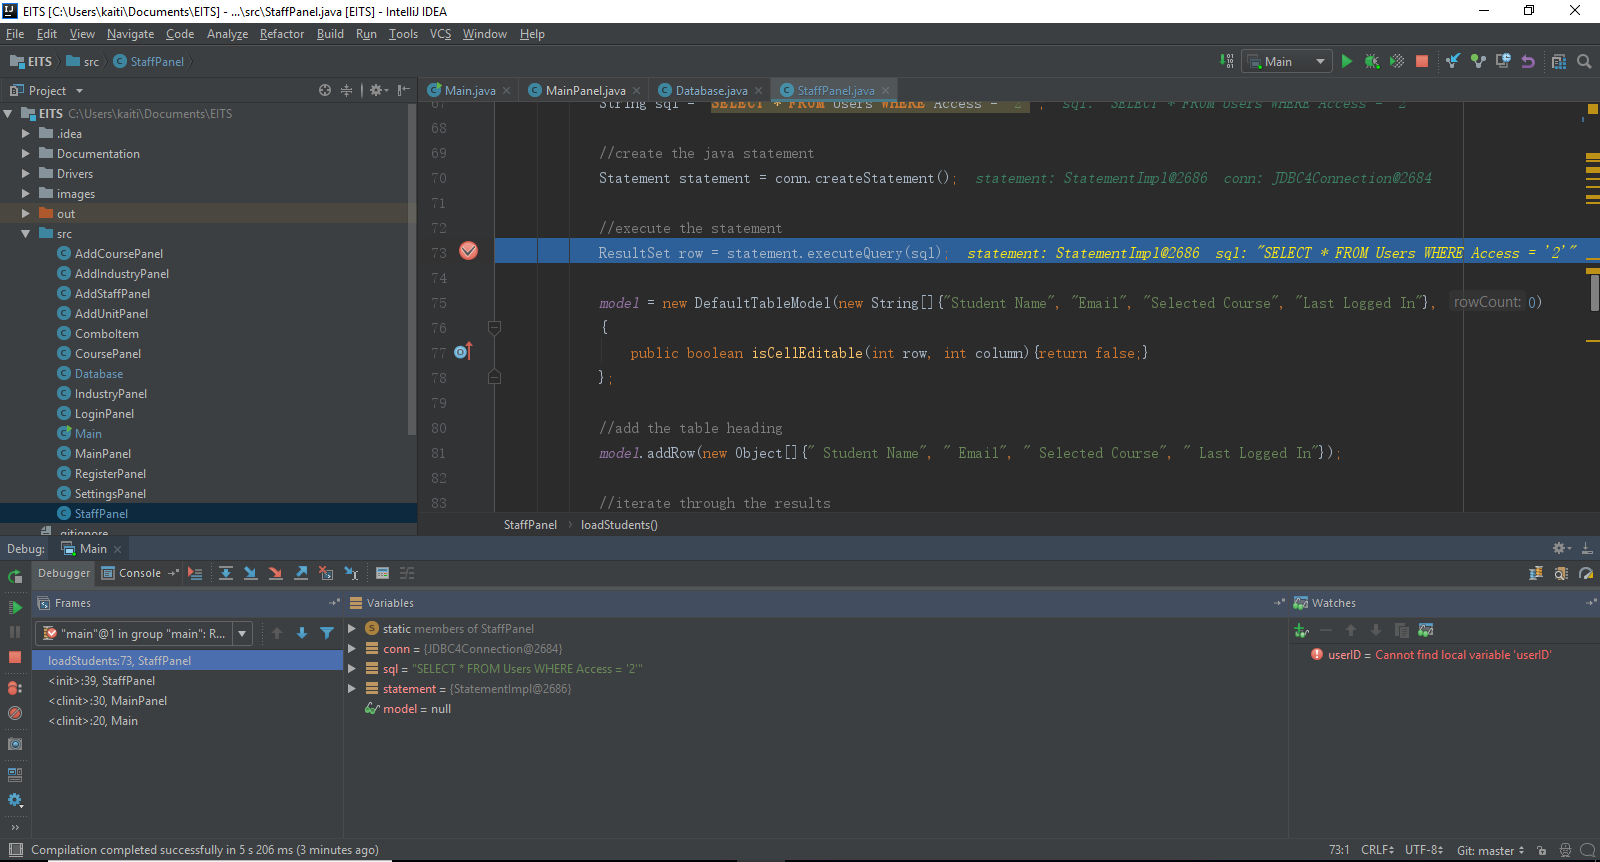 EITS [C:\Users\kaiti\Documents\EITS] - ...\src\StaffPanel.java [EITS] - IntelliJ IDEA
File Edit View Navigate Code Analyze Refactor Build Run Tools VCS Window Help
EITS src StaffPanel Main
Project
Main.java MainPanel.java Database.java StaffPanel.java
EITS C:\Users\kaiti\Documents\EITS
.idea
Documentation
Drivers
images
out
src
AddCoursePanel
AddIndustryPanel
AddStaffPanel
AddUnitPanel
ComboItem
CoursePanel
Database
IndustryPanel
LoginPanel
Main
MainPanel
RegisterPanel
SettingsPanel
StaffPanel
.gitignore
67 String sql = "SELECT * FROM Users WHERE Access = '2'"; sql: "SELECT * FROM Users WHERE Access = '2'"
68
69 //create the java statement
70 Statement statement = conn.createStatement(); statement: StatementImpl@2686 conn: JDBC4Connection@2684
71
72 //execute the statement
73 ResultSet row = statement.executeQuery(sql); statement: StatementImpl@2686 sql: "SELECT * FROM Users WHERE Access = '2'"
74
75 model = new DefaultTableModel(new String[]{"Student Name", "Email", "Selected Course", "Last Logged In"}, rowCount: 0)
76 {
77 public boolean isCellEditable(int row, int column){return false;}
78 };
79
80 //add the table heading
81 model.addRow(new Object[]{" Student Name", " Email", " Selected Course", " Last Logged In"});
82
83 //iterate through the results
StaffPanel loadStudents()
Debug: Main
Debugger Console
Frames
"main"@1 in group "main": R...
loadStudents:73, StaffPanel
<init>:39, StaffPanel
<clinit>:30, MainPanel
<clinit>:20, Main
Variables
static members of StaffPanel
conn = {JDBC4Connection@2684}
sql = "SELECT * FROM Users WHERE Access = '2'"
statement = {StatementImpl@2686}
model = null
Watches
userID = Cannot find local variable 'userID'
Compilation completed successfully in 5 s 206 ms (3 minutes ago) 73:1 CRLF UTF-8 Git: master